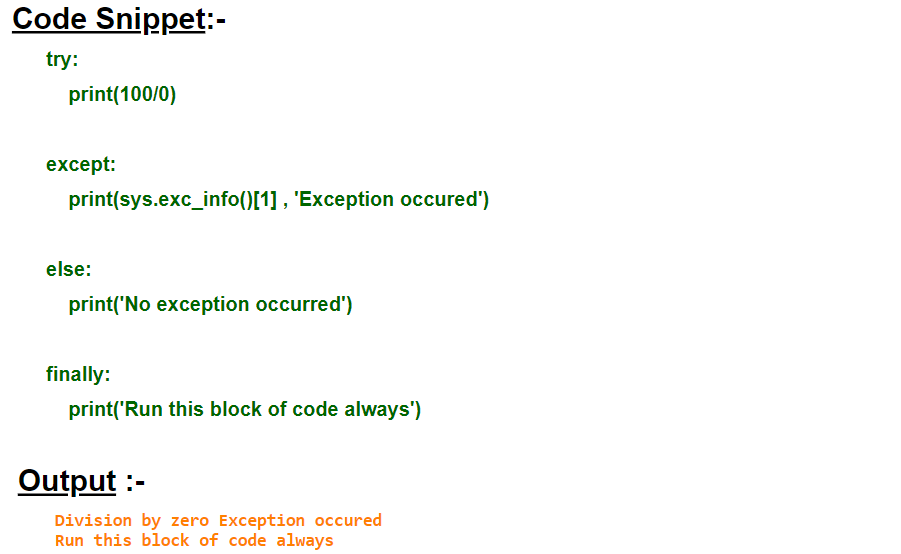 Code Snippet:-
try:
print(100/0)
except:
print(sys.exc_info()[1] , 'Exception occured')
else:
print('No exception occurred')
finally:
print('Run this block of code always')
Output :-
Division by zero Exception occured
Run this block of code always